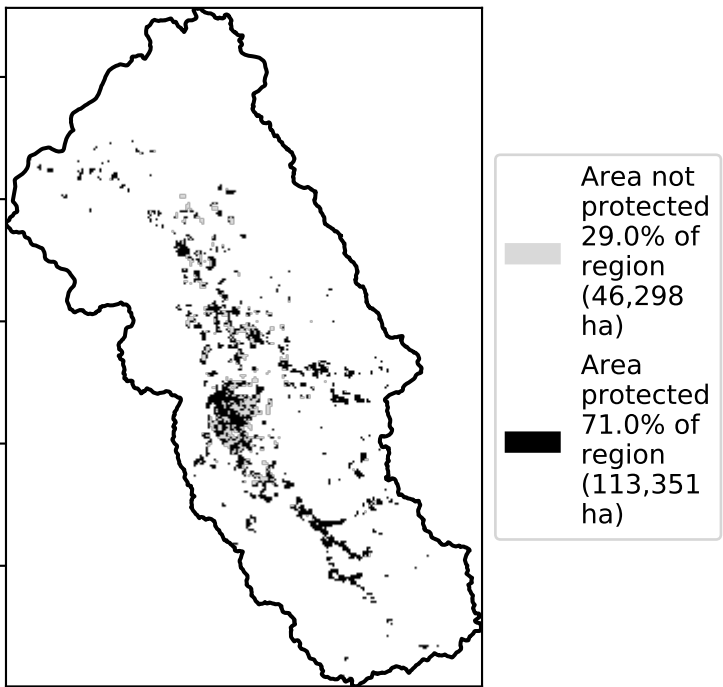 Area not
protected
29.0% of
region
(46,298
ha)
Area
protected
71.0% of
region
(113,351
ha)